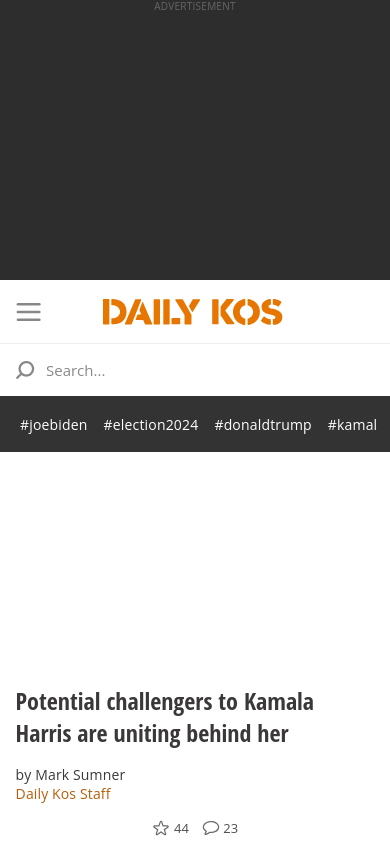 ADVERTISEMENT
DAILY KOS
Search...
#joebiden #election2024 #donaldtrump #kamal
Potential challengers to Kamala
Harris are uniting behind her
by Mark Sumner
Daily Kos Staff
44 23